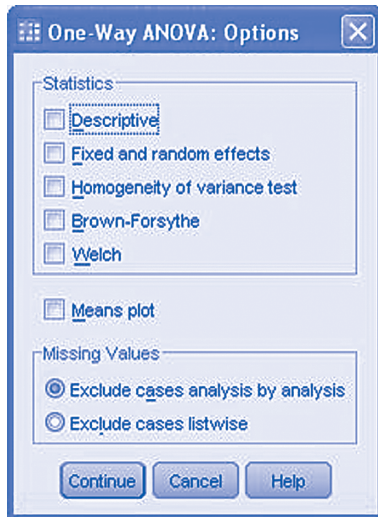 One-Way ANOVA: Options
Statistics
Descriptive
Fixed and random effects
Homogeneity of variance test
Brown-Forsythe
Welch
Means plot
Missing Values
Exclude cases analysis by analysis
Exclude cases listwise
Continue Cancel Help